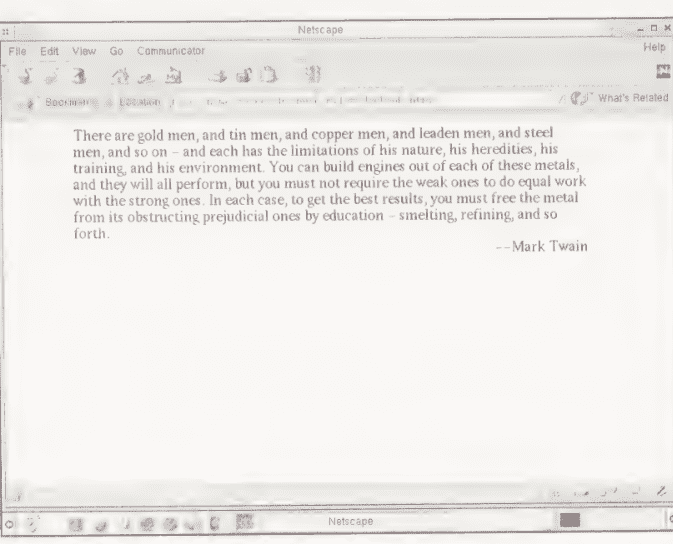 Netscape
File Edit View Go Communicator
Help
What's Related
There are gold men, and tin men, and copper men, and leaden men, and steel
men, and so on – and each has the limitations of his nature, his heredities, his
training, and his environment. You can build engines out of each of these metals,
and they will all perform, but you must not require the weak ones to do equal work
with the strong ones. In each case, to get the best results, you must free the metal
from its obstructing prejudicial ones by education – smelting, refining, and so
forth.
--Mark Twain
Netscape